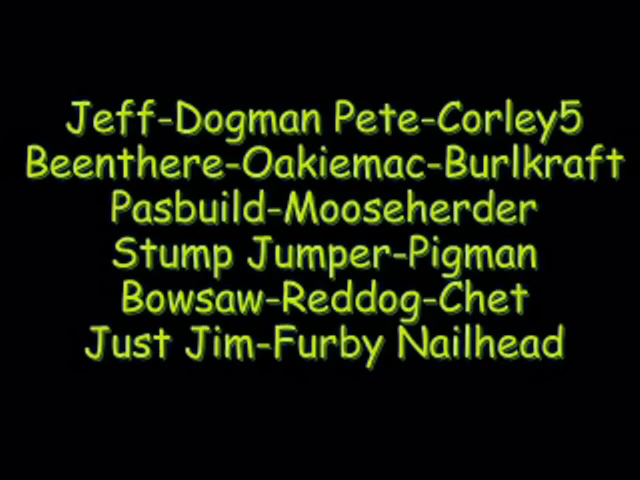 Jeff-Dogman Pete-Corley5
Beenthere-Oakiemac-Burlkraft
Pasbuild-Mooseherder
Stump Jumper-Pigman
Bowsaw-Reddog-Chet
Just Jim-Furby Nailhead